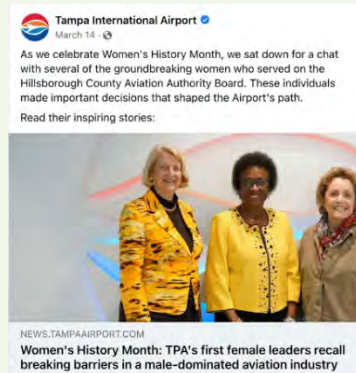 Tampa International Airport
March 14 ·
As we celebrate Women's History Month, we sat down for a chat
with several of the groundbreaking women who served on the
Hillsborough County Aviation Authority Board. These individuals
made important decisions that shaped the Airport's path.
Read their inspiring stories:
NEWS.TAMPAAIRPORT.COM
Women's History Month: TPA's first female leaders recall
breaking barriers in a male-dominated aviation industry